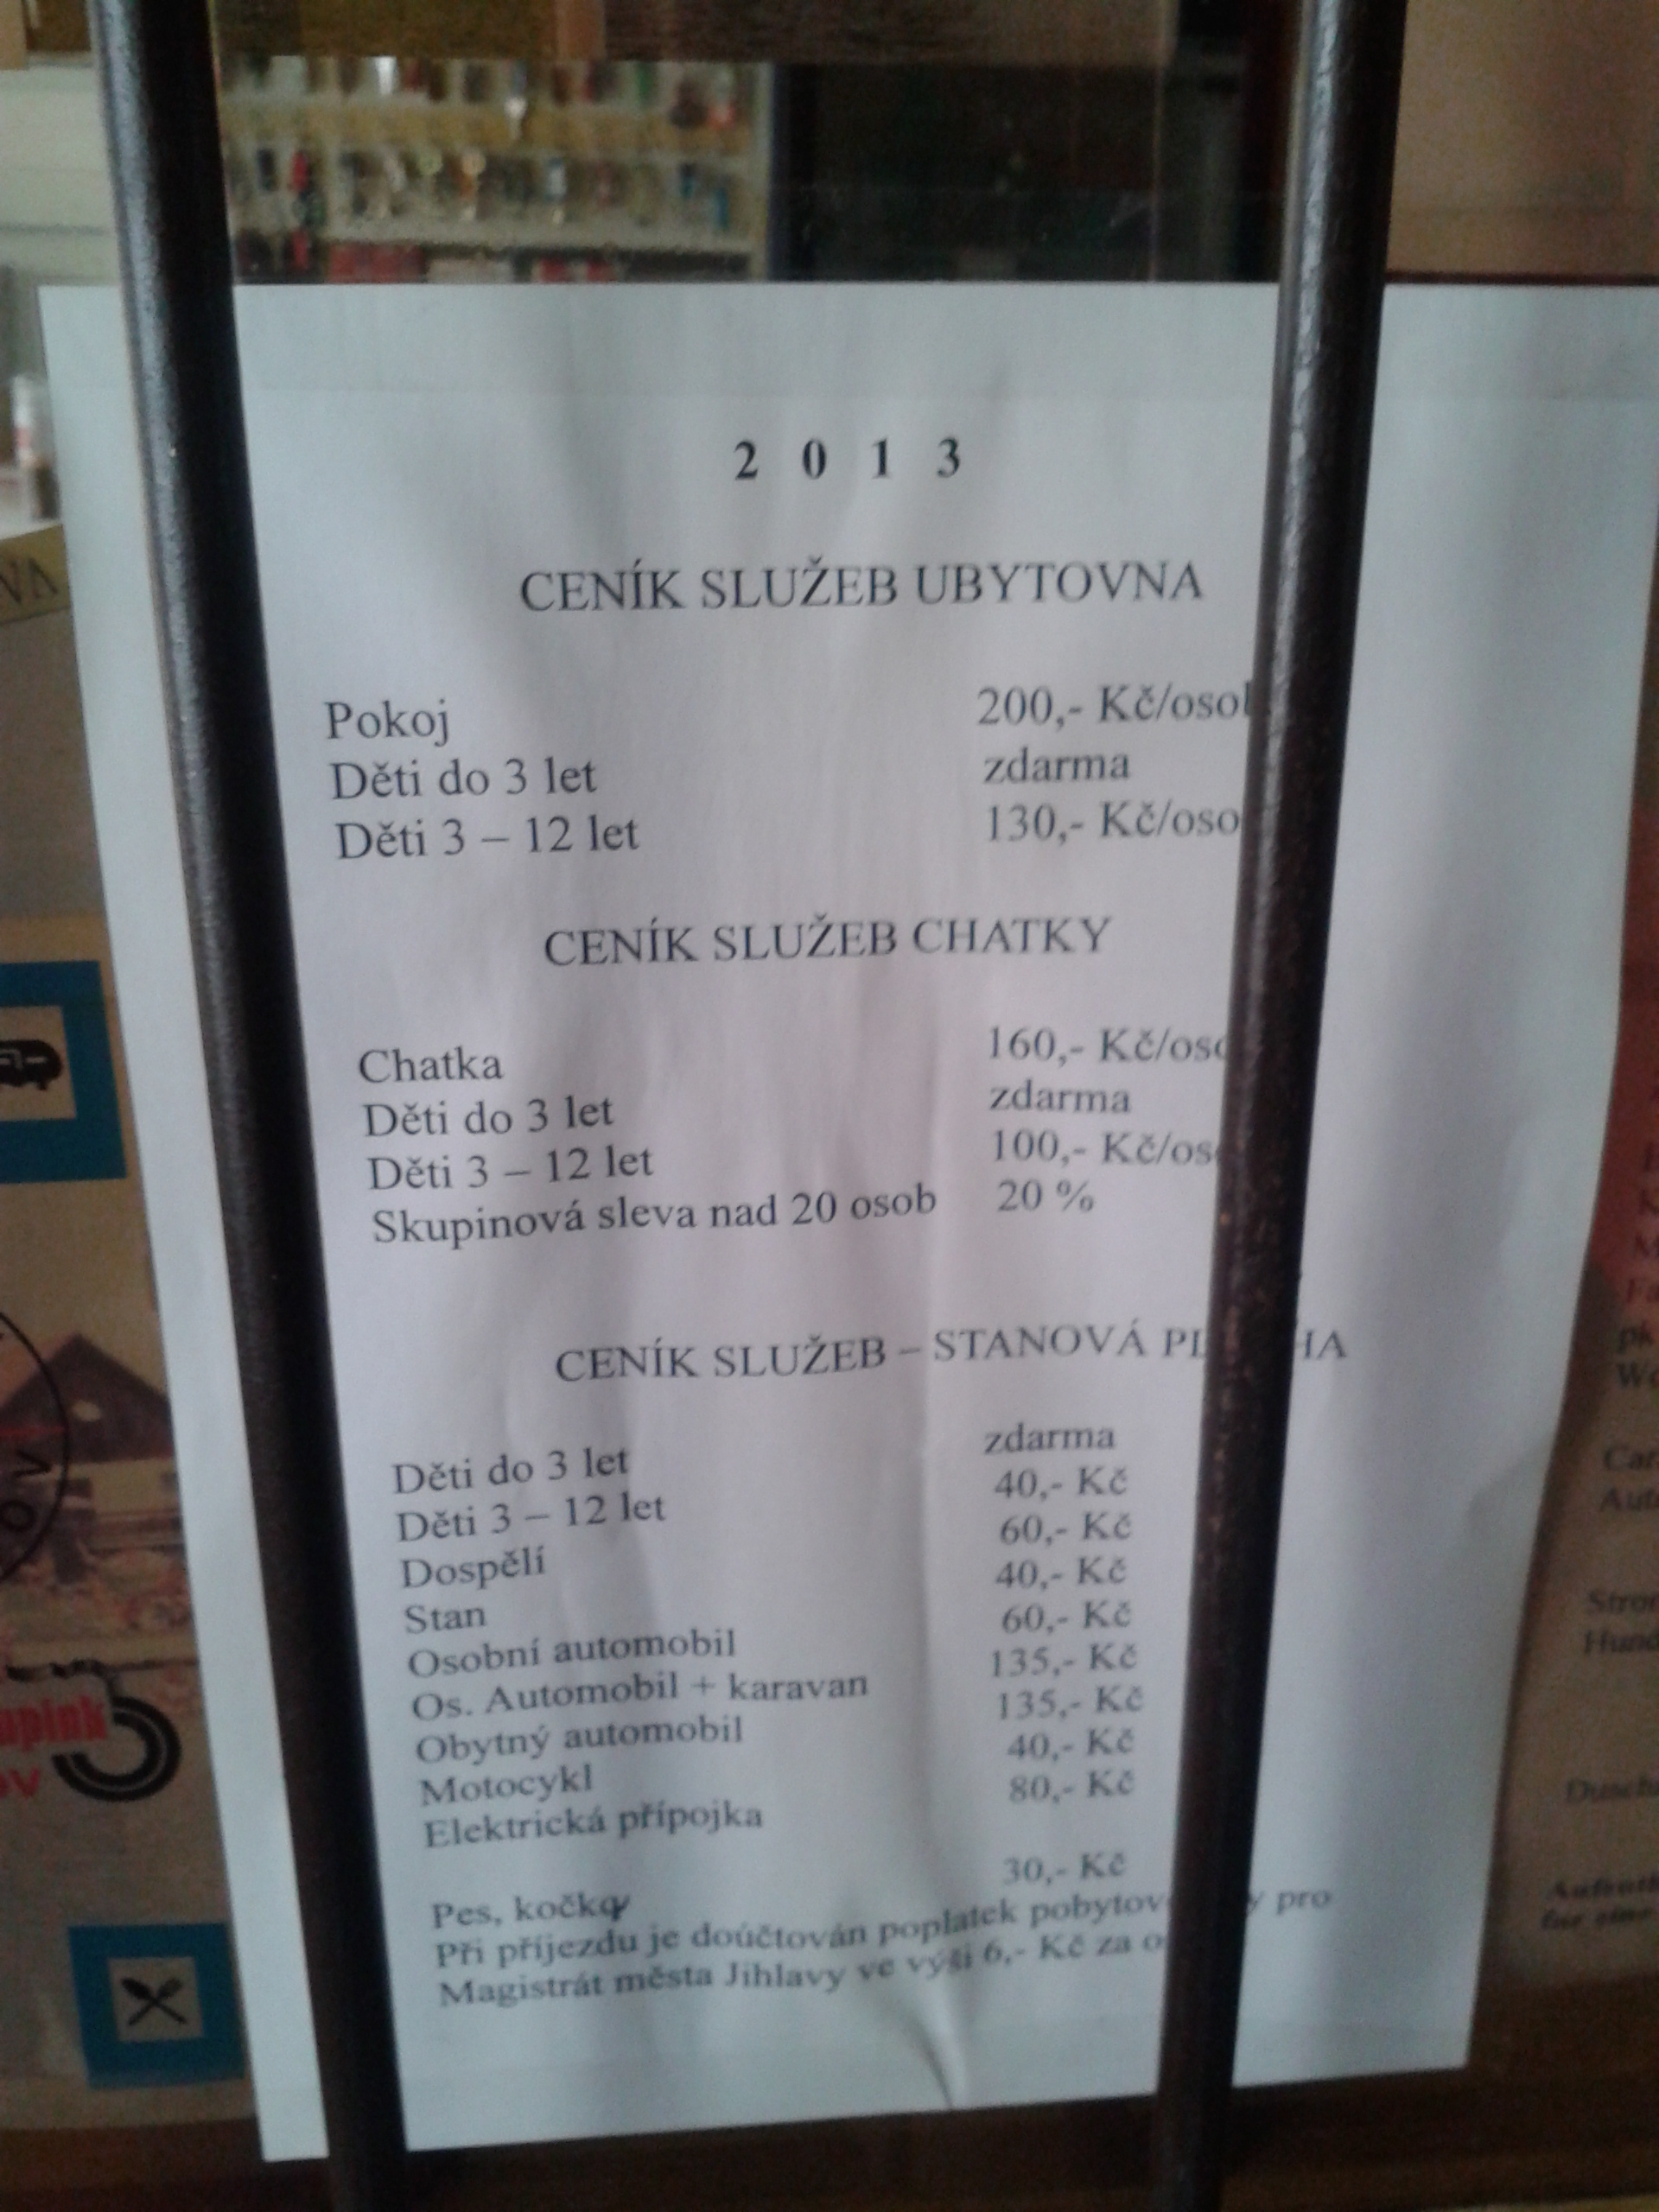 2 0 1 3
CENÍK SLUŽEB UBYTOVNA
Pokoj 200,- Kč/osob
Děti do 3 let zdarma
Děti 3 – 12 let 130,- Kč/oso
CENÍK SLUŽEB CHATKY
Chatka 160,- Kč/oso
Děti do 3 let zdarma
Děti 3 – 12 let 100,- Kč/oso
Skupinová sleva nad 20 osob 20 %
CENÍK SLUŽEB – STANOVÁ
Děti do 3 let zdarma
Děti 3 – 12 let 40,- Kč
Dospělí 60,- Kč
Stan 40,- Kč
Osobní automobil 60,- Kč
Os. Automobil + karavan 135,- Kč
Obytný automobil 135,- Kč
Motocykl 40,- Kč
Elektrická přípojka 80,- Kč
Pes, kočky 30,- Kč
Při příjezdu je doúčtován poplatek pro
Magistrát města Jihlavy ve výši 6,- Kč za